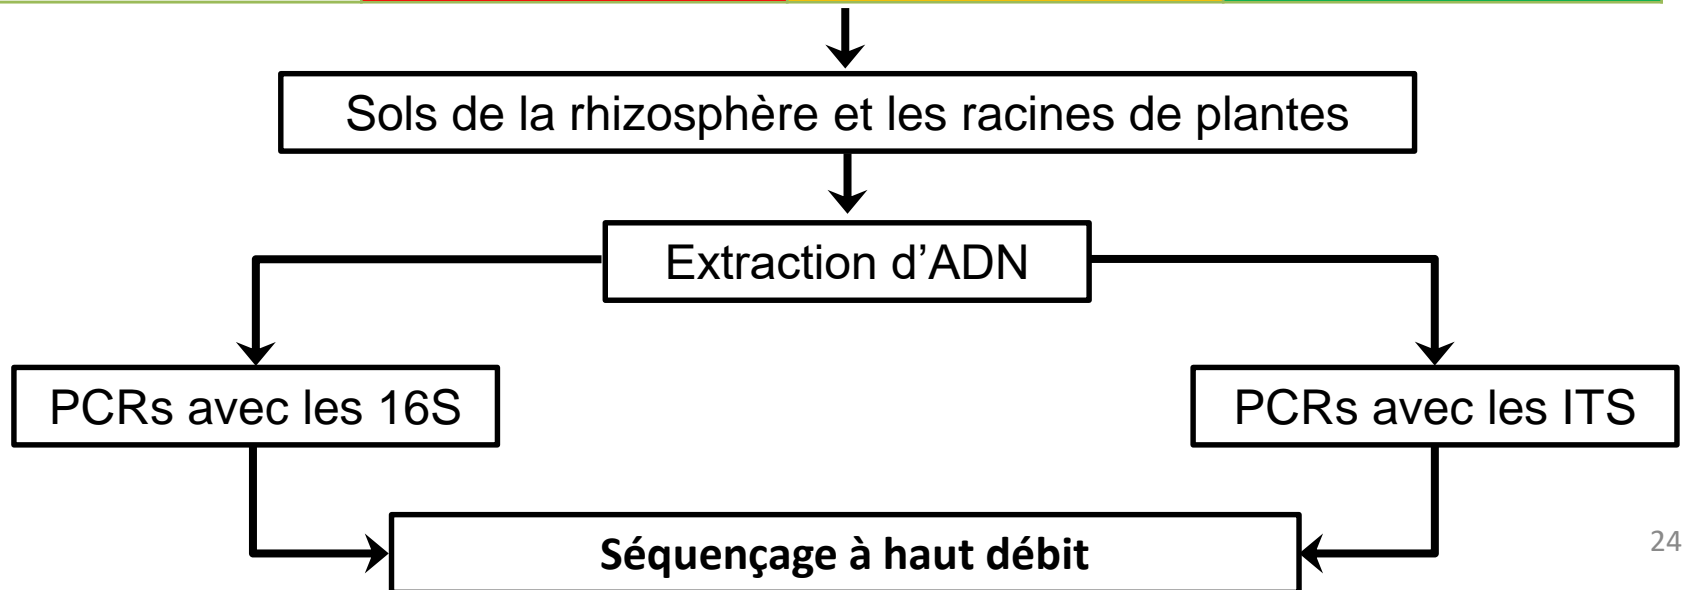 Sols de la rhizosphère et les racines de plantes
Extraction d’ADN
PCRs avec les 16S
PCRs avec les ITS
Séquençage à haut débit
24